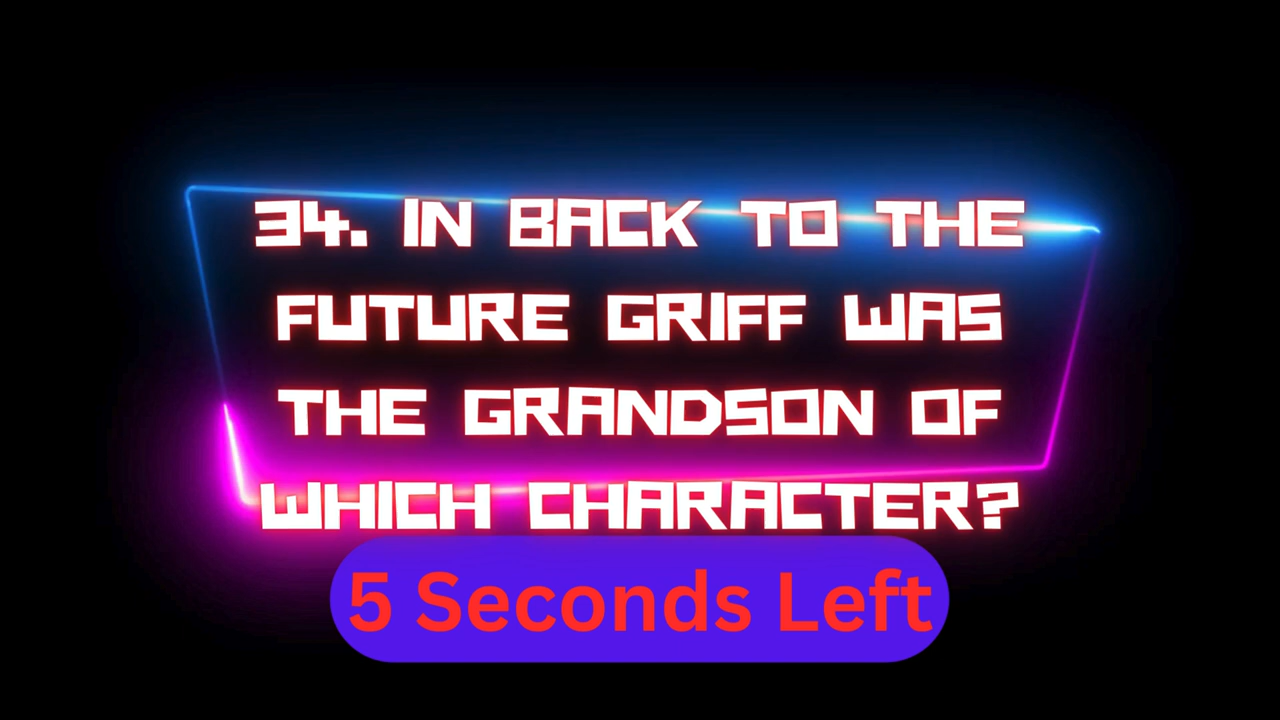 34. IN BACK TO THE
FUTURE GRIFF WAS
THE GRANDSON OF
WHICH CHARACTER?
5 Seconds Left